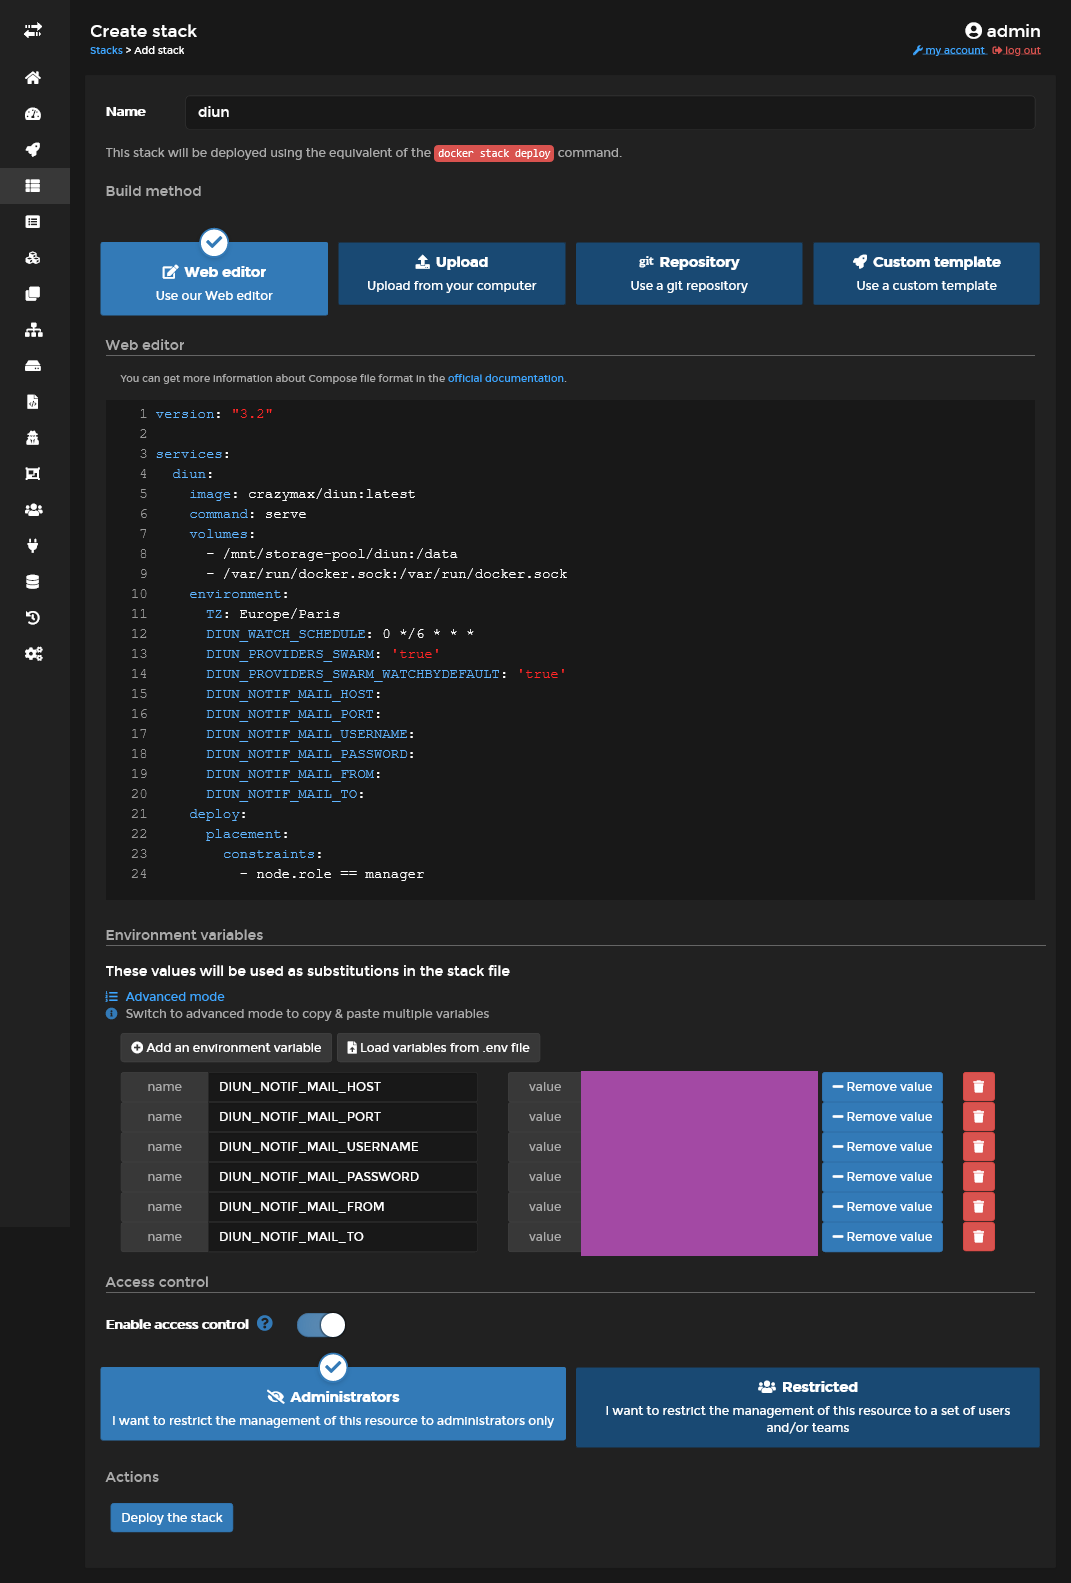 Create stack
Stacks > Add stack
admin
my account log out
Name diun
This stack will be deployed using the equivalent of the docker stack deploy command.
Build method
Web editor
Use our Web editor
Upload
Upload from your computer
git Repository
Use a git repository
Custom template
Use a custom template
Web editor
You can get more information about Compose file format in the official documentation.
1 version: "3.2"
2
3 services:
4   diun:
5     image: crazymax/diun:latest
6     command: serve
7     volumes:
8       - /mnt/storage-pool/diun:/data
9       - /var/run/docker.sock:/var/run/docker.sock
10     environment:
11       TZ: Europe/Paris
12       DIUN_WATCH_SCHEDULE: 0 */6 * * *
13       DIUN_PROVIDERS_SWARM: 'true'
14       DIUN_PROVIDERS_SWARM_WATCHBYDEFAULT: 'true'
15       DIUN_NOTIF_MAIL_HOST:
16       DIUN_NOTIF_MAIL_PORT:
17       DIUN_NOTIF_MAIL_USERNAME:
18       DIUN_NOTIF_MAIL_PASSWORD:
19       DIUN_NOTIF_MAIL_FROM:
20       DIUN_NOTIF_MAIL_TO:
21     deploy:
22       placement:
23         constraints:
24           - node.role == manager
Environment variables
These values will be used as substitutions in the stack file
Advanced mode
Switch to advanced mode to copy & paste multiple variables
Add an environment variable Load variables from .env file
name DIUN_NOTIF_MAIL_HOST value Remove value
name DIUN_NOTIF_MAIL_PORT value Remove value
name DIUN_NOTIF_MAIL_USERNAME value Remove value
name DIUN_NOTIF_MAIL_PASSWORD value Remove value
name DIUN_NOTIF_MAIL_FROM value Remove value
name DIUN_NOTIF_MAIL_TO value Remove value
Access control
Enable access control
Administrators
I want to restrict the management of this resource to administrators only
Restricted
I want to restrict the management of this resource to a set of users
and/or teams
Actions
Deploy the stack